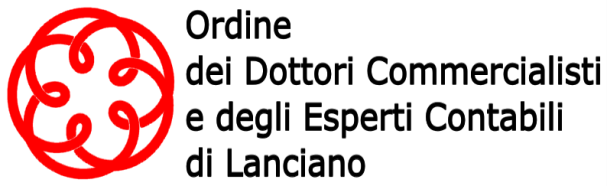 Ordine
dei Dottori Commercialisti
e degli Esperti Contabili
di Lanciano